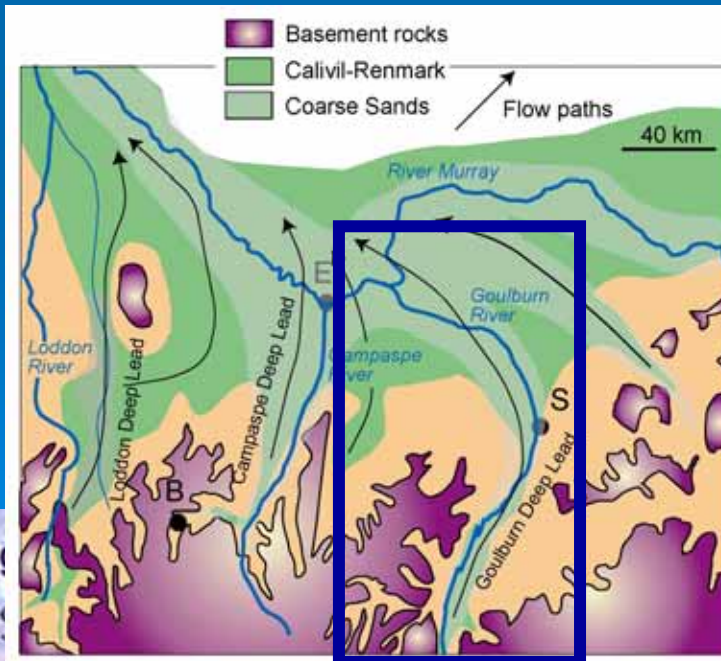 Basement rocks
Calivil-Renmark
Coarse Sands
Flow paths
40 km
River Murray
E
Goulburn
River
Loddon
River
Loddon Deep Lead
Campaspe Deep Lead
Campaspe
River
S
B
Goulburn Deep Lead